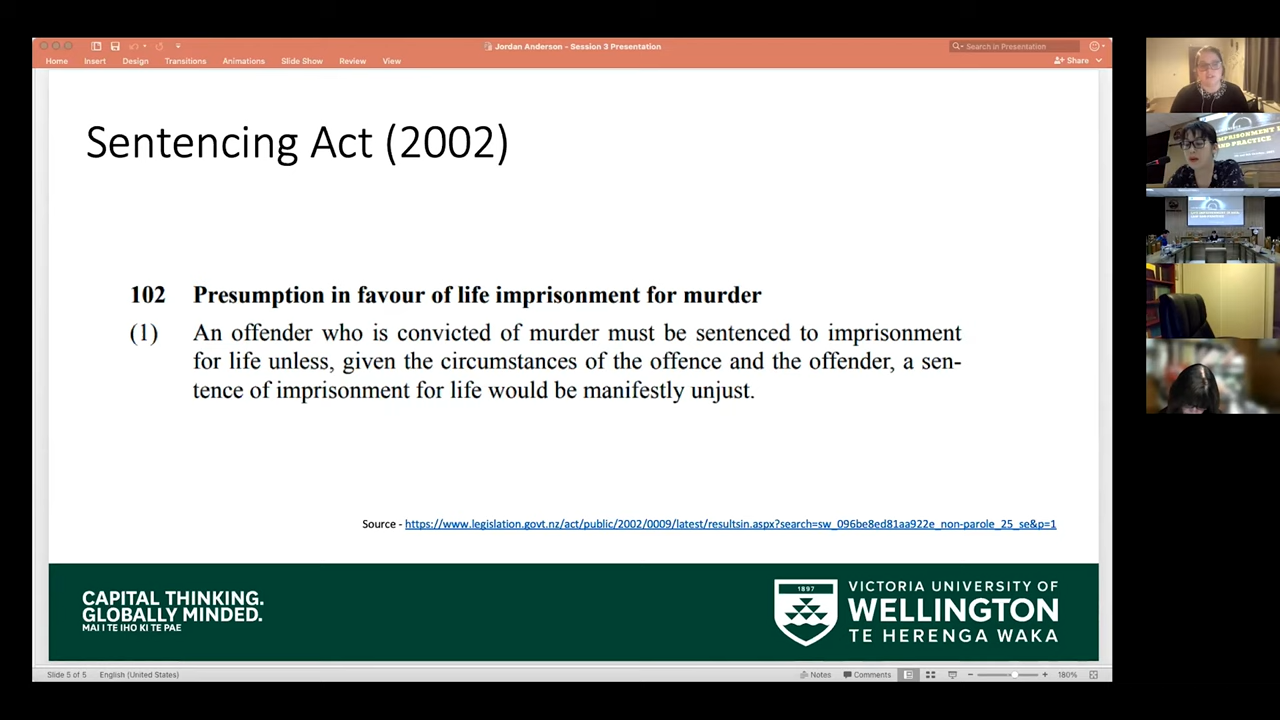 Jordan Anderson - Session 3 Presentation
Search in Presentation
Home Insert Design Transitions Animations Slide Show Review View
Share
Sentencing Act (2002)
102 Presumption in favour of life imprisonment for murder
(1) An offender who is convicted of murder must be sentenced to imprisonment
for life unless, given the circumstances of the offence and the offender, a sen-
tence of imprisonment for life would be manifestly unjust.
Source - https://www.legislation.govt.nz/act/public/2002/0009/latest/resultsin.aspx?search=sw_096be8ed81aa922e_non-parole_25_se&p=1
CAPITAL THINKING.
GLOBALLY MINDED.
MAI I TE IHO KI TE PAE
1897
VICTORIA UNIVERSITY OF
WELLINGTON
TE HERENGA WAKA
Slide 5 of 5 English (United States)
Notes Comments 180%
IMPRISONMENT
AND PRACTICE